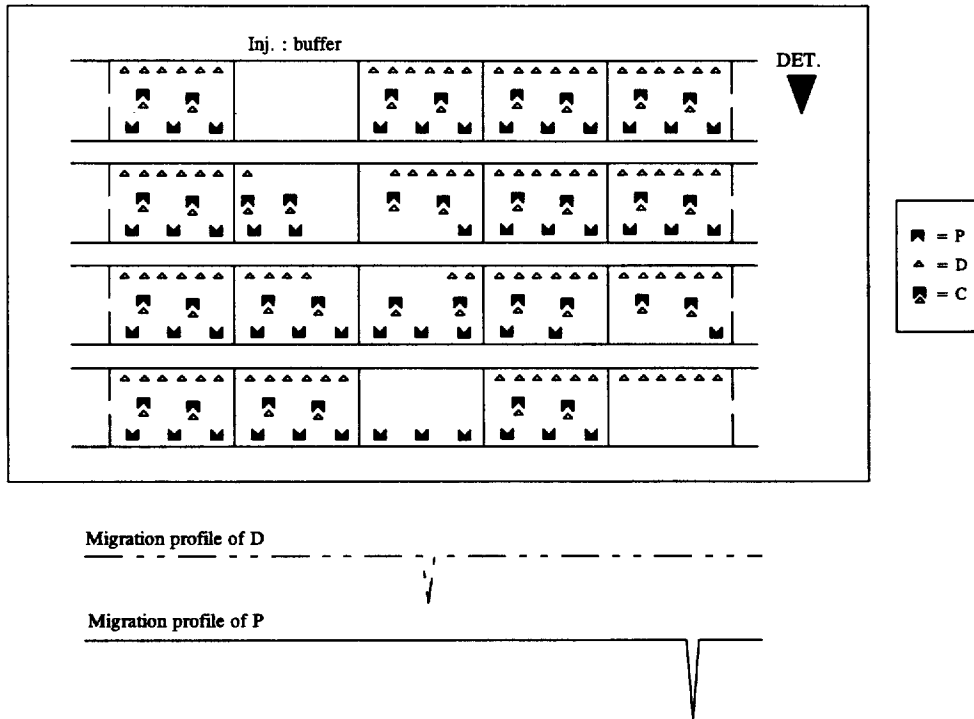 Inj. : buffer
DET.
= P
= D
= C
Migration profile of D
Migration profile of P